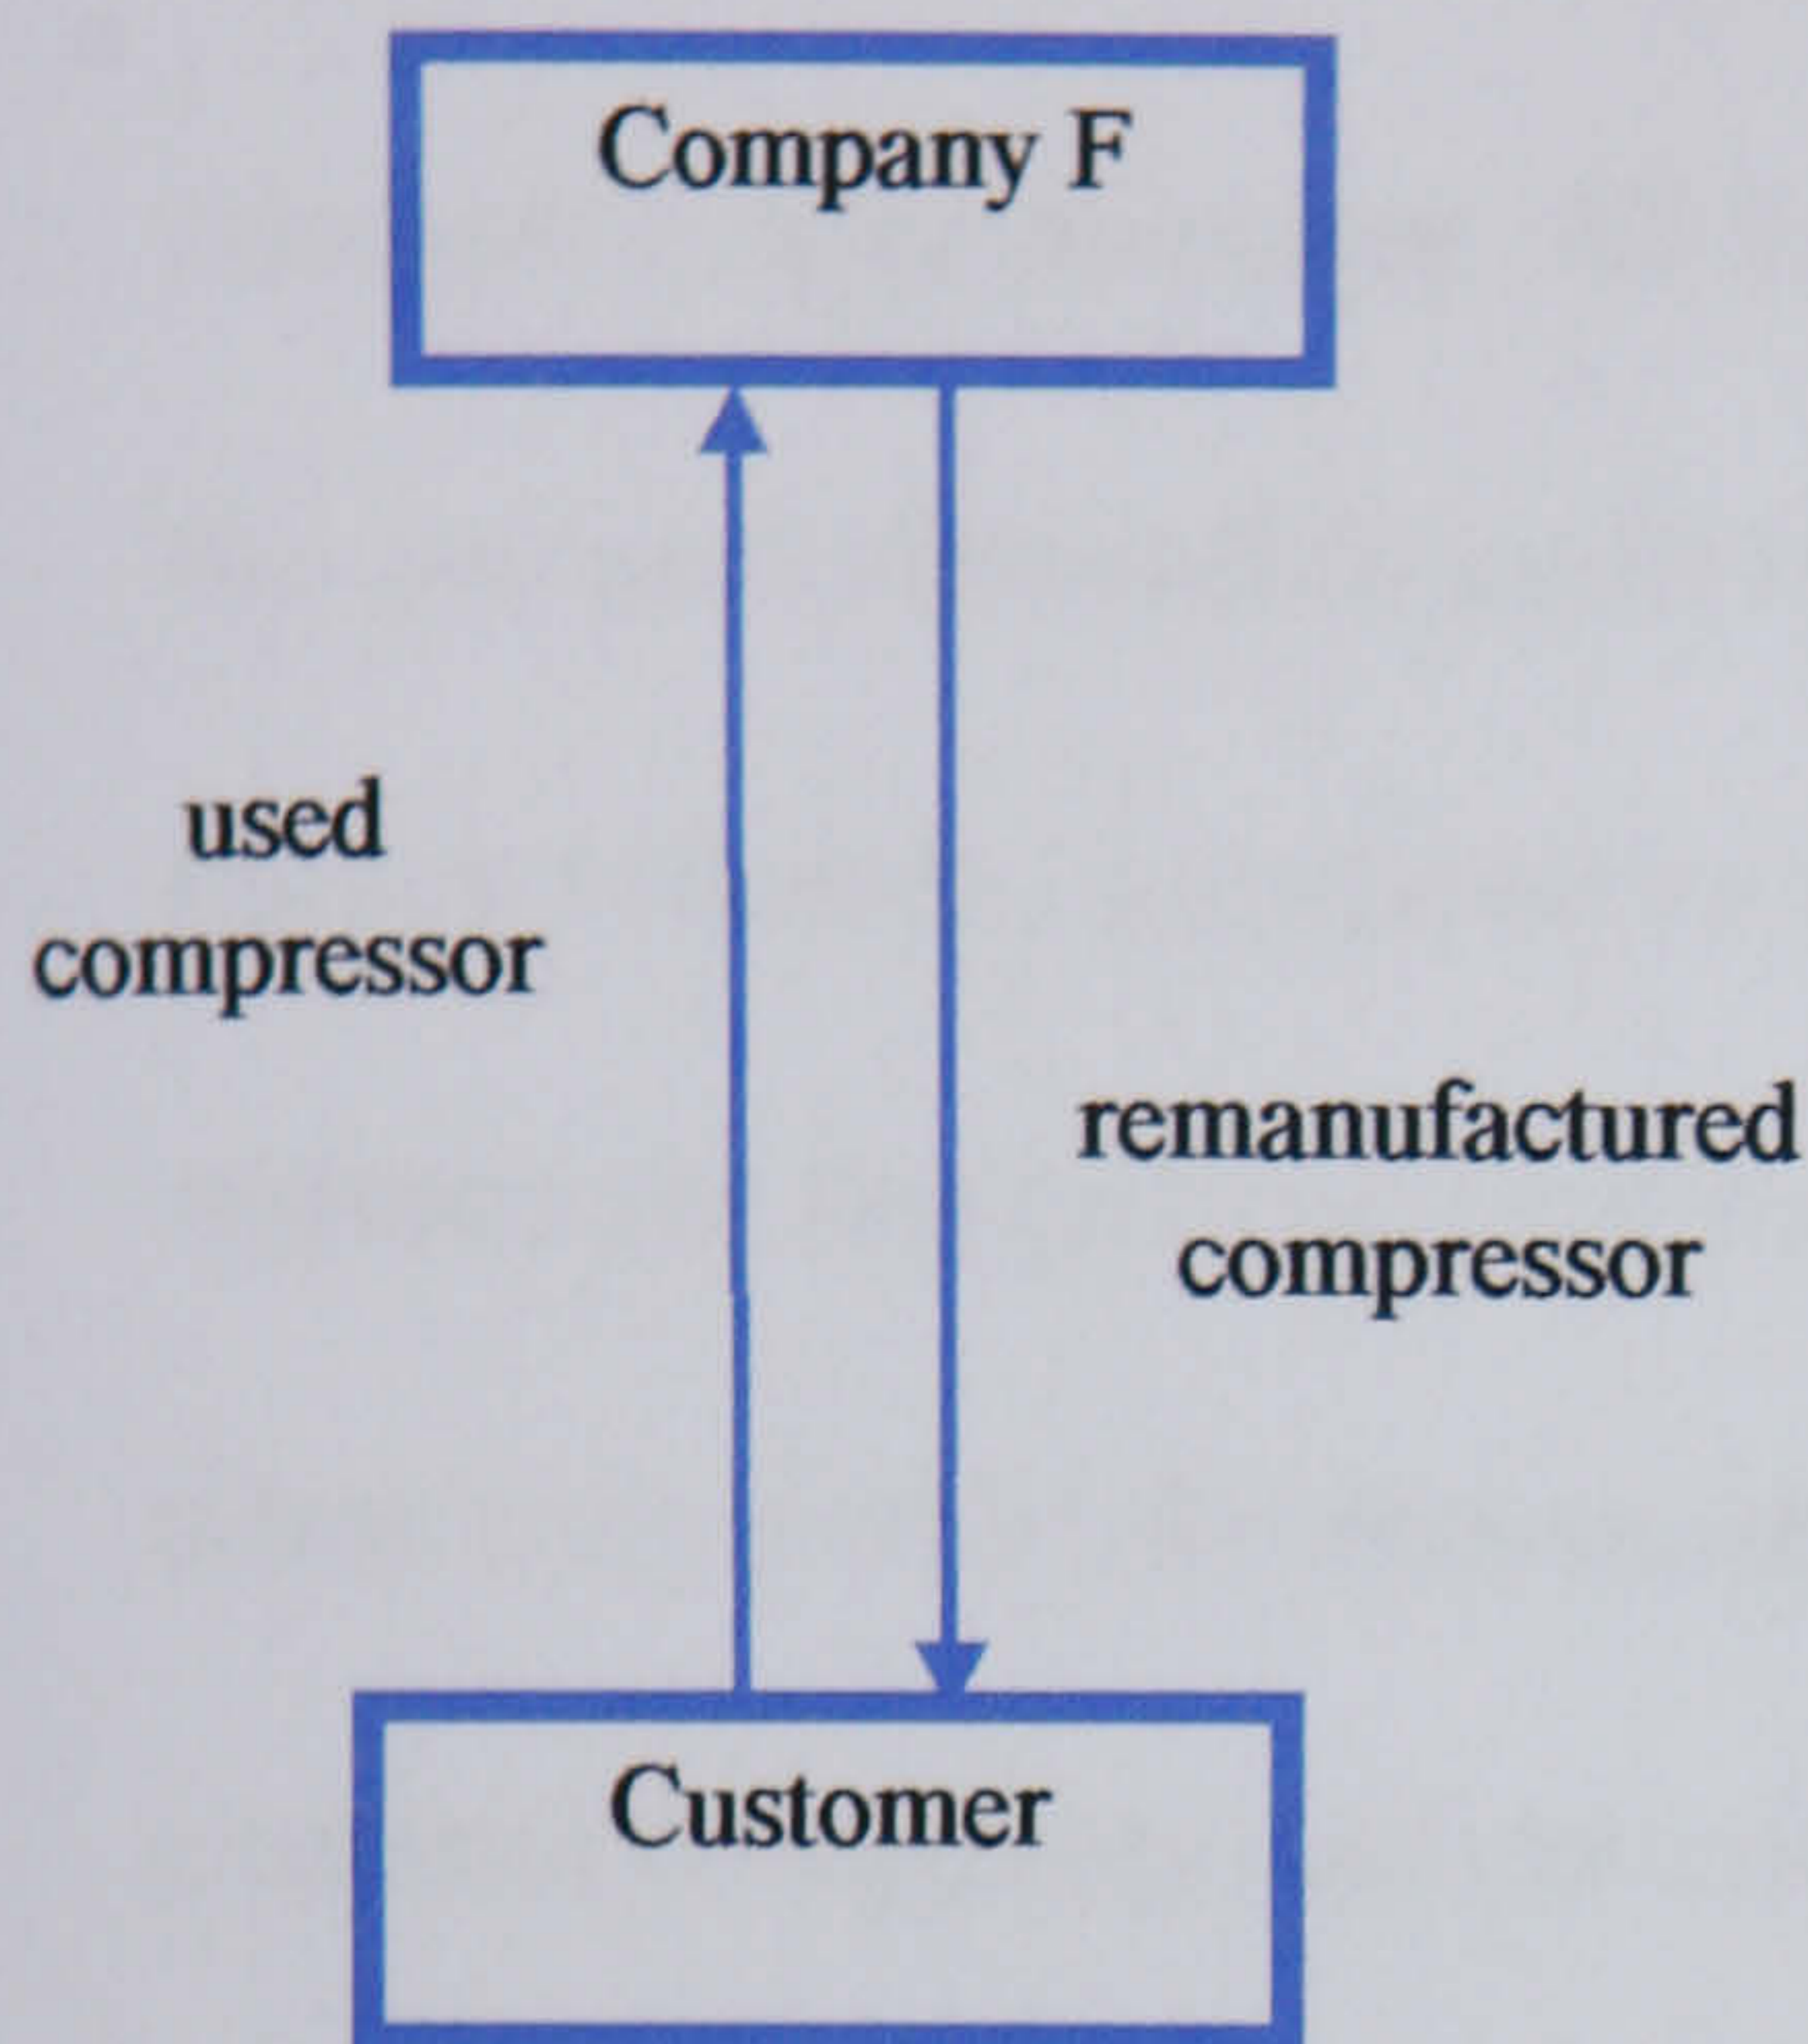 Company F
used
compressor
remanufactured
compressor
Customer